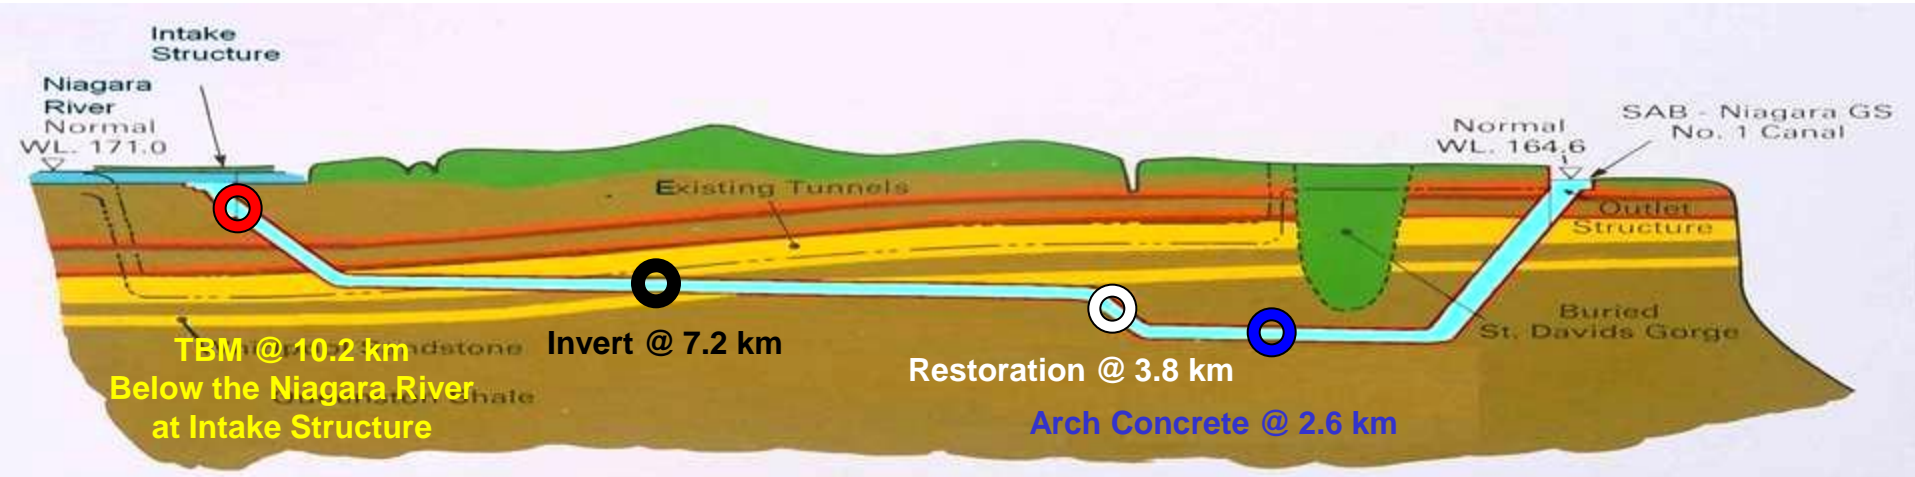 Intake
Structure
Niagara
River
Normal
WL. 171.0
Existing Tunnels
Normal
WL. 164.6
SAB - Niagara GS
No. 1 Canal
Outlet
Structure
Buried
St. Davids Gorge
TBM @ 10.2 km
Below the Niagara River
at Intake Structure
Invert @ 7.2 km
Restoration @ 3.8 km
Arch Concrete @ 2.6 km